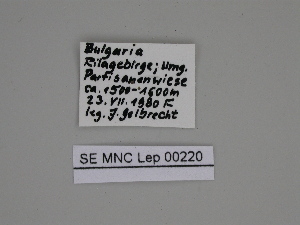 Bulgaria
Rilagebirge; Umg.
Partisanenwiese
ca. 1500-1600m
23. VII. 1980 F
leg. J. Gelbrecht
SE MNC Lep 00220